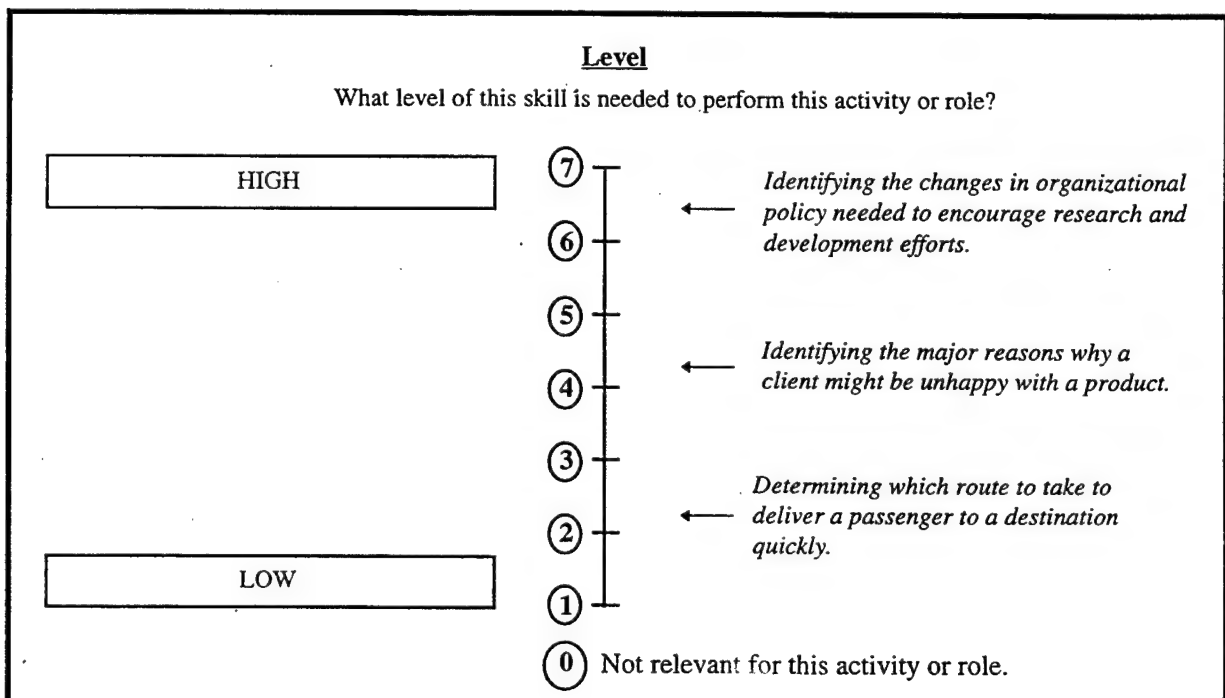 Level
What level of this skill is needed to perform this activity or role?
HIGH
7
Identifying the changes in organizational
policy needed to encourage research and
development efforts.
6
5
Identifying the major reasons why a
client might be unhappy with a product.
4
3
Determining which route to take to
deliver a passenger to a destination
quickly.
2
LOW
1
0 Not relevant for this activity or role.